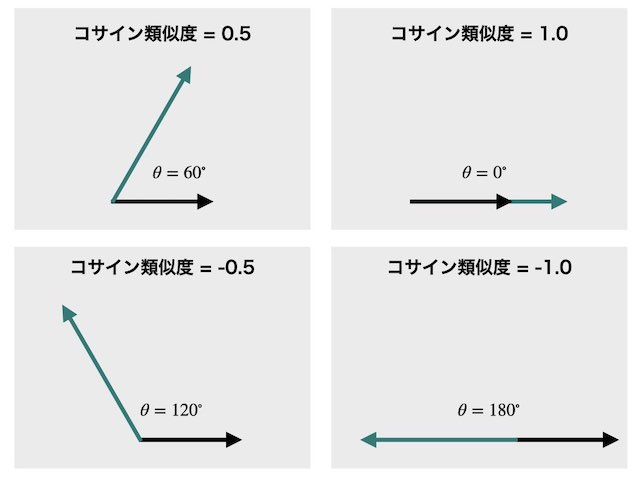 コサイン類似度 = 0.5
θ = 60°
コサイン類似度 = 1.0
θ = 0°
コサイン類似度 = -0.5
θ = 120°
コサイン類似度 = -1.0
θ = 180°